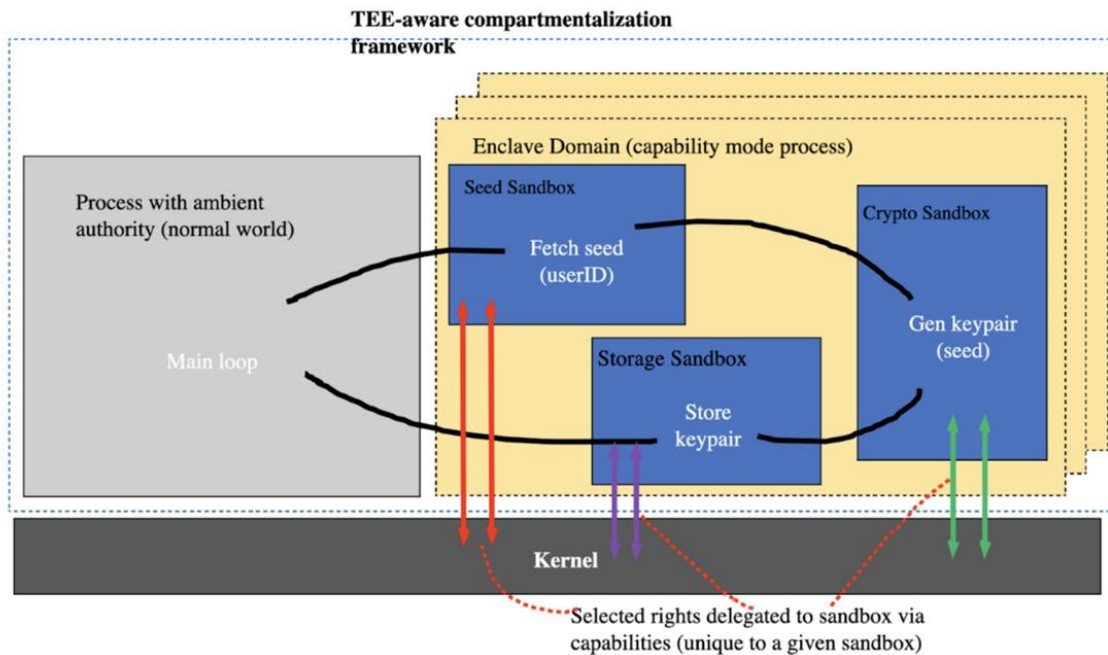 TEE-aware compartmentalization
framework
Enclave Domain (capability mode process)
Process with ambient
authority (normal world)
Main loop
Seed Sandbox
Fetch seed
(userID)
Crypto Sandbox
Gen keypair
(seed)
Storage Sandbox
Store
keypair
Kernel
Selected rights delegated to sandbox via
capabilities (unique to a given sandbox)